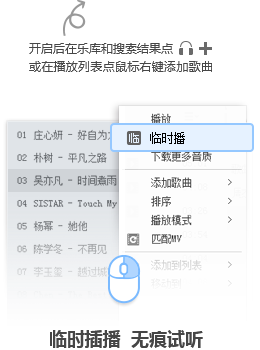 开启后在乐库和搜索结果点
或在播放列表点鼠标右键添加歌曲
01 庄心妍 - 好自为
02 朴树 - 平凡之路
03 吴亦凡 - 时间煮雨
04 SISTAR - Touch My
05 杨幂 - 她他
06 陈学冬 - 不再见
07 李玉玺 - 越过城
播放
临 临时播
下载更多音质
添加歌曲
排序
播放模式
匹配MV
添加到列表
临时插播 无痕试听